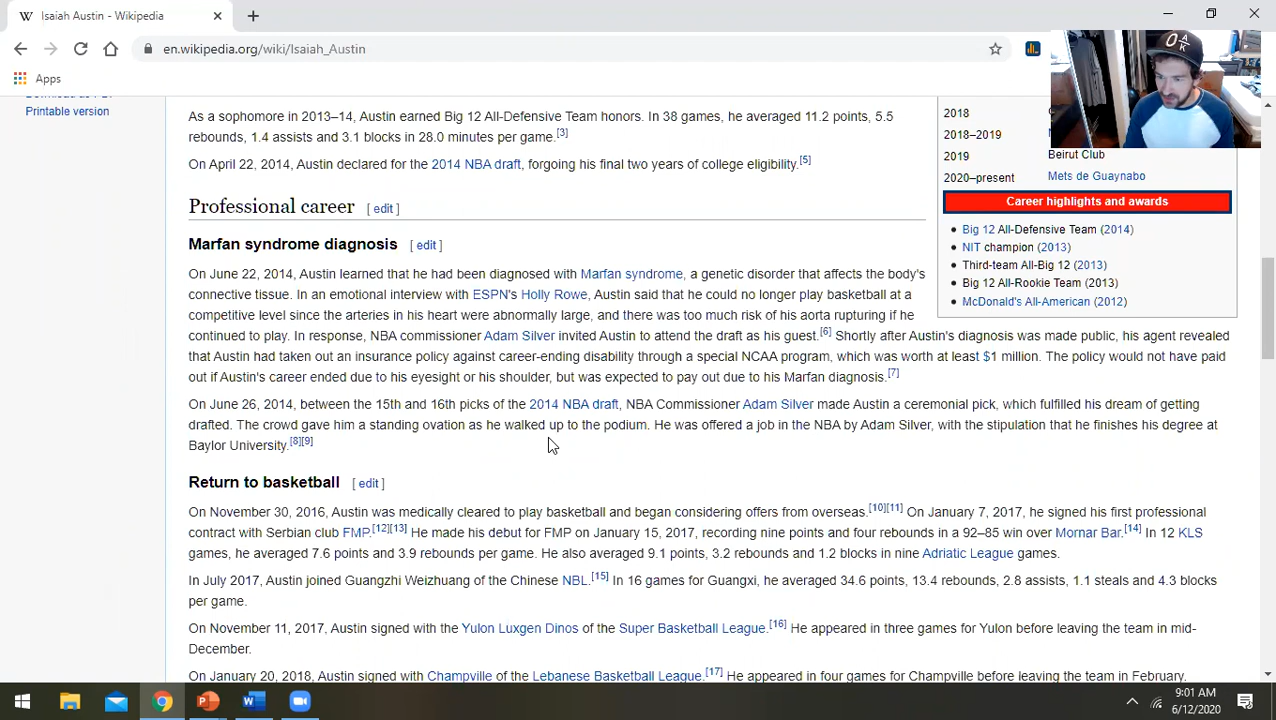 Isaiah Austin - Wikipedia
en.wikipedia.org/wiki/Isaiah_Austin
Apps
Printable version
As a sophomore in 2013–14, Austin earned Big 12 All-Defensive Team honors. In 38 games, he averaged 11.2 points, 5.5
rebounds, 1.4 assists and 3.1 blocks in 28.0 minutes per game.[3]
On April 22, 2014, Austin declared for the 2014 NBA draft, forgoing his final two years of college eligibility.[5]
Professional career [ edit ]
Marfan syndrome diagnosis [ edit ]
On June 22, 2014, Austin learned that he had been diagnosed with Marfan syndrome, a genetic disorder that affects the body's
connective tissue. In an emotional interview with ESPN's Holly Rowe, Austin said that he could no longer play basketball at a
competitive level since the arteries in his heart were abnormally large, and there was too much risk of his aorta rupturing if he
continued to play. In response, NBA commissioner Adam Silver invited Austin to attend the draft as his guest.[6] Shortly after Austin's diagnosis was made public, his agent revealed
that Austin had taken out an insurance policy against career-ending disability through a special NCAA program, which was worth at least $1 million. The policy would not have paid
out if Austin's career ended due to his eyesight or his shoulder, but was expected to pay out due to his Marfan diagnosis.[7]
On June 26, 2014, between the 15th and 16th picks of the 2014 NBA draft, NBA Commissioner Adam Silver made Austin a ceremonial pick, which fulfilled his dream of getting
drafted. The crowd gave him a standing ovation as he walked up to the podium. He was offered a job in the NBA by Adam Silver, with the stipulation that he finishes his degree at
Baylor University.[8][9]
Return to basketball [ edit ]
On November 30, 2016, Austin was medically cleared to play basketball and began considering offers from overseas.[10][11] On January 7, 2017, he signed his first professional
contract with Serbian club FMP.[12][13] He made his debut for FMP on January 15, 2017, recording nine points and four rebounds in a 92–85 win over Mornar Bar.[14] In 12 KLS
games, he averaged 7.6 points and 3.9 rebounds per game. He also averaged 9.1 points, 3.2 rebounds and 1.2 blocks in nine Adriatic League games.
In July 2017, Austin joined Guangzhi Weizhuang of the Chinese NBL.[15] In 16 games for Guangxi, he averaged 34.6 points, 13.4 rebounds, 2.8 assists, 1.1 steals and 4.3 blocks
per game.
On November 11, 2017, Austin signed with the Yulon Luxgen Dinos of the Super Basketball League.[16] He appeared in three games for Yulon before leaving the team in mid-
December.
On January 20, 2018, Austin signed with Champville of the Lebanese Basketball League.[17] He appeared in four games for Champville before leaving the team in February.
2018
2018–2019
2019 Beirut Club
2020–present Mets de Guaynabo
Career highlights and awards
Big 12 All-Defensive Team (2014)
NIT champion (2013)
Third-team All-Big 12 (2013)
Big 12 All-Rookie Team (2013)
McDonald's All-American (2012)
9:01 AM
6/12/2020